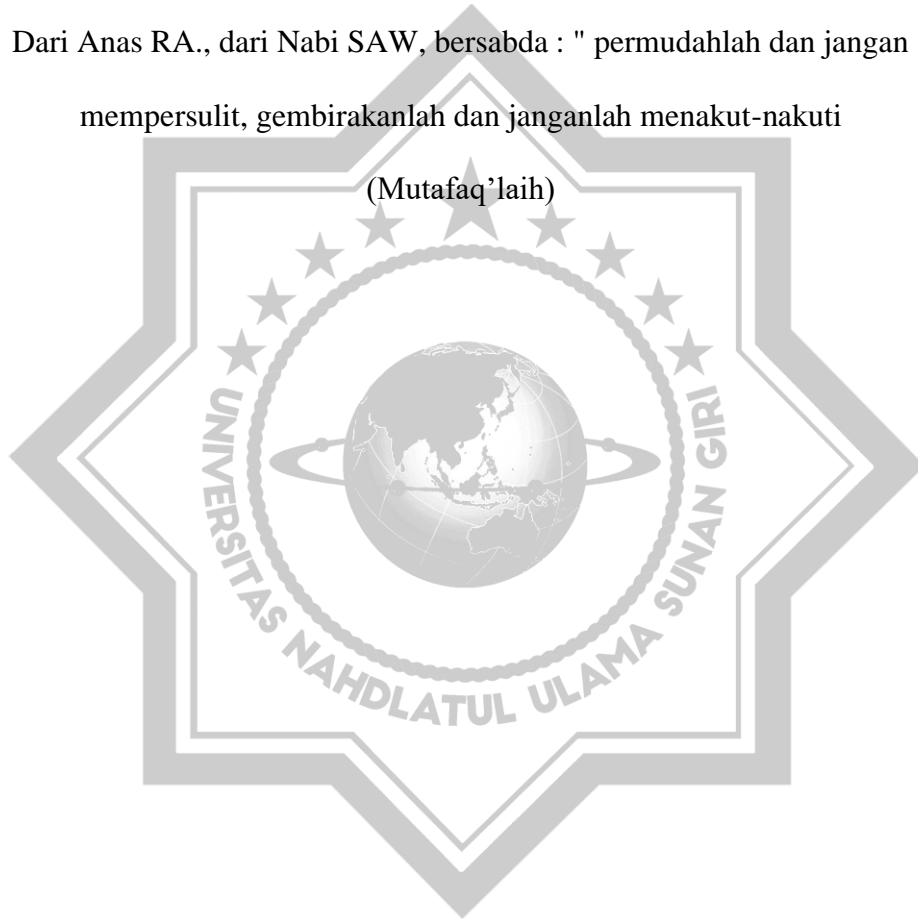 Dari Anas RA., dari Nabi SAW, bersabda : " permudahlah dan jangan
mempersulit, gembirakanlah dan janganlah menakut-nakuti
(Mutafaq’laih)
UNIVERSITAS NAHDLATUL ULAMA SUNAN GIRI